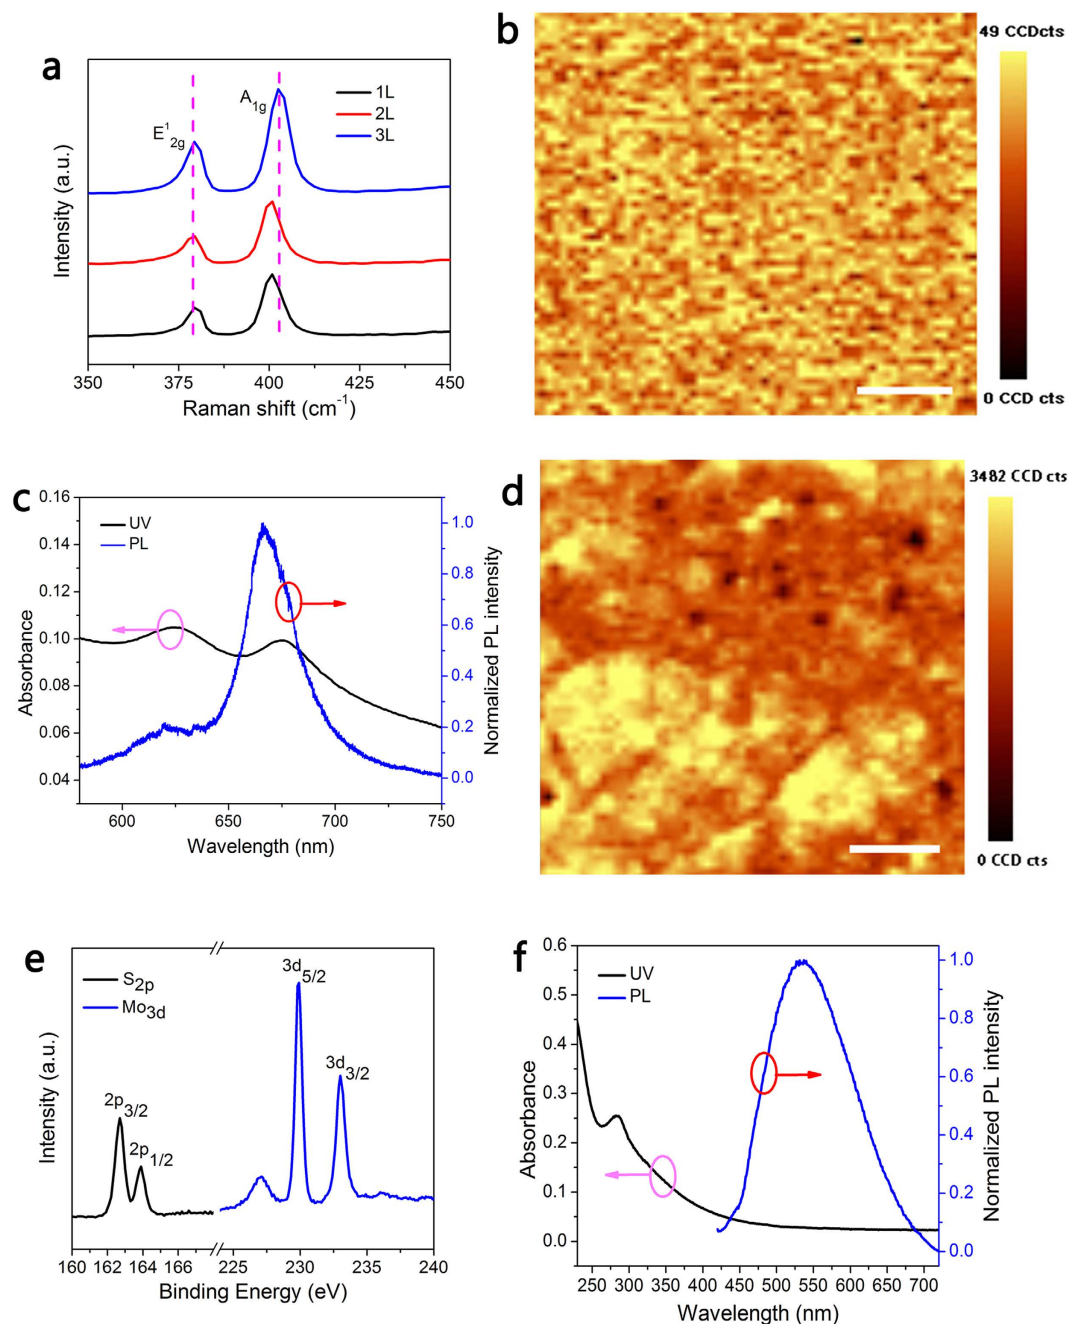 a
1L
2L
3L
E¹₂g
A₁g
Intensity (a.u.)
350 375 400 425 450
Raman shift (cm⁻¹)
b
49 CCDcts
0 CCD cts
c
UV
PL
0.16
0.14
0.12
0.10
0.08
0.06
0.04
Absorbance
1.0
0.8
0.6
0.4
0.2
0.0
Normalized PL intensity
600 650 700 750
Wavelength (nm)
d
3482 CCD cts
0 CCD cts
e
S2p
Mo3d
3d5/2
3d3/2
2p3/2
2p1/2
Intensity (a.u.)
160 162 164 166 225 230 235 240
Binding Energy (eV)
f
UV
PL
0.6
0.5
0.4
0.3
0.2
0.1
0.0
Absorbance
1.0
0.8
0.6
0.4
0.2
0.0
Normalized PL intensity
250 300 350 400 450 500 550 600 650 700
Wavelength (nm)